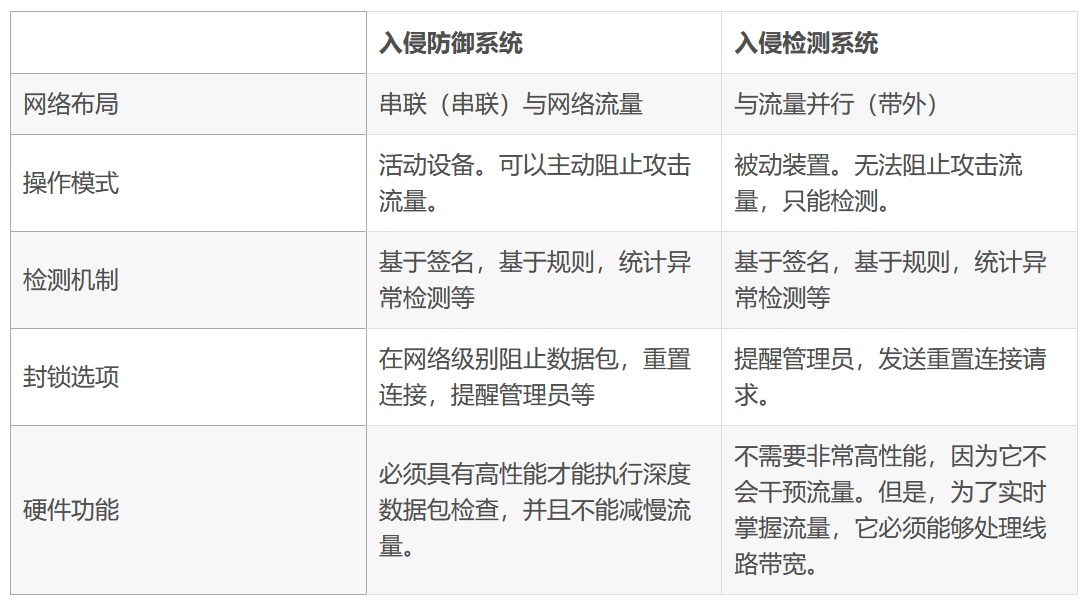 入侵防御系统
入侵检测系统
网络布局
串联（串联）与网络流量
与流量并行（带外）
操作模式
活动设备。可以主动阻止攻击
流量。
被动装置。无法阻止攻击流
量，只能检测。
检测机制
基于签名，基于规则，统计异
常检测等
基于签名，基于规则，统计异
常检测等
封锁选项
在网络级别阻止数据包，重置
连接，提醒管理员等
提醒管理员，发送重置连接请
求。
硬件功能
必须具有高性能才能执行深度
数据包检查，并且不能减慢流
量。
不需要非常高性能，因为它不
会干预流量。但是，为了实时
掌握流量，它必须能够处理线
路带宽。